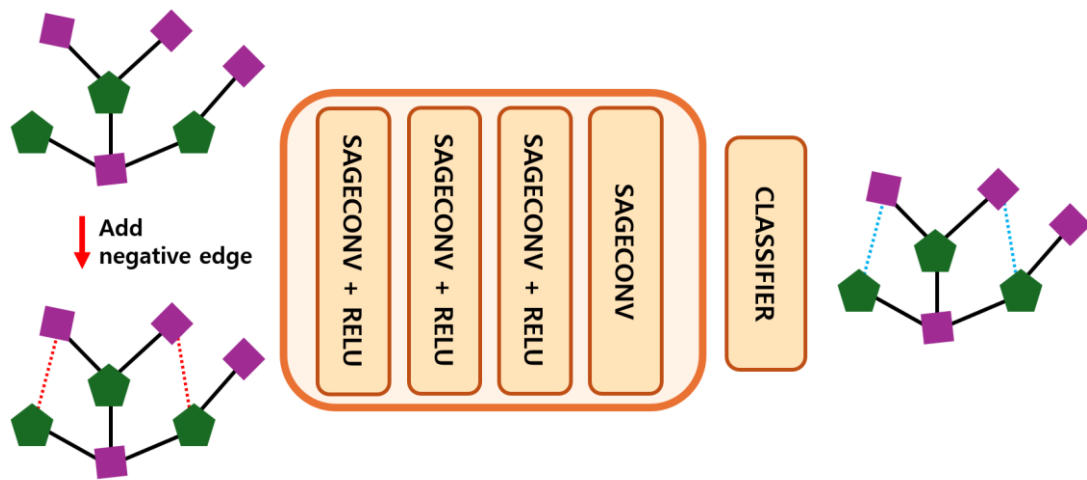 Add
negative edge
SAGECONV + RELU
SAGECONV + RELU
SAGECONV + RELU
SAGECONV
CLASSIFIER